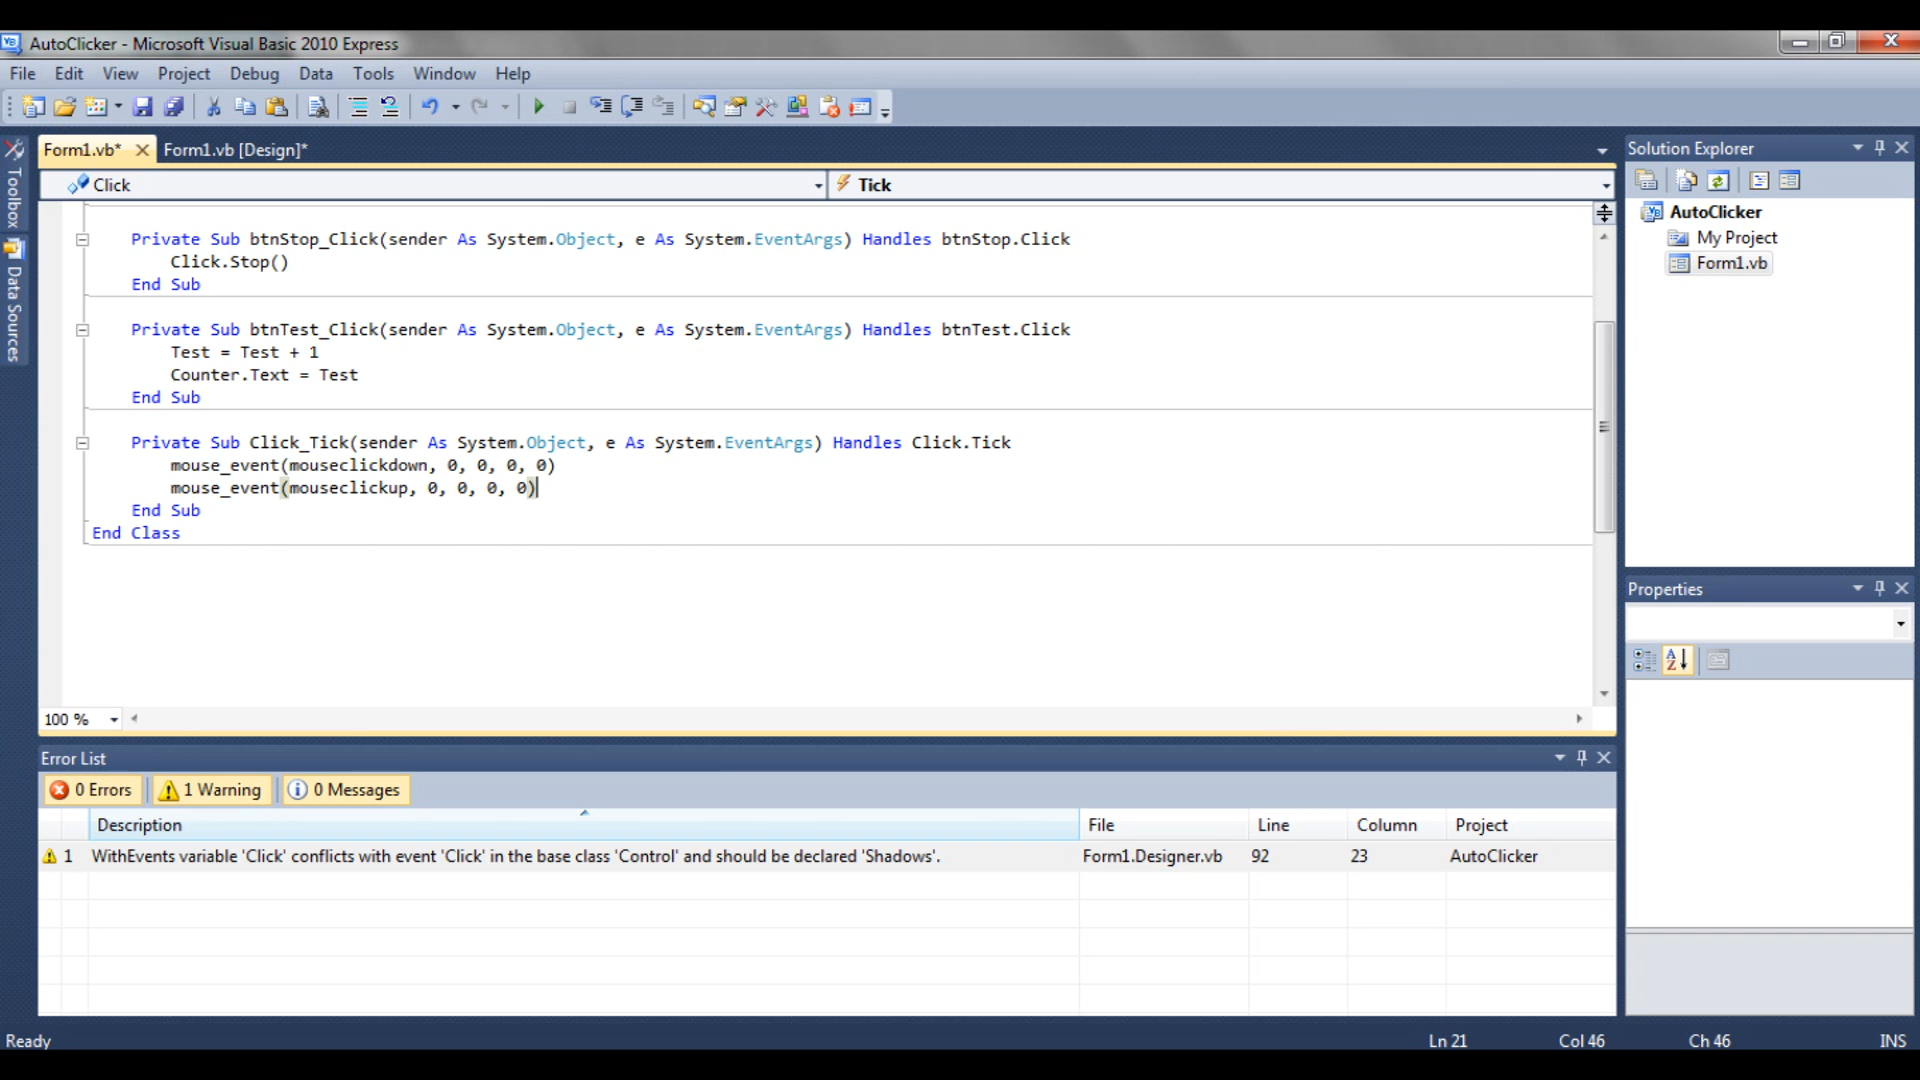 AutoClicker - Microsoft Visual Basic 2010 Express
File Edit View Project Debug Data Tools Window Help
Form1.vb* Form1.vb [Design]*
Click Tick
Toolbox
Data Sources
Private Sub btnStop_Click(sender As System.Object, e As System.EventArgs) Handles btnStop.Click
Click.Stop()
End Sub
Private Sub btnTest_Click(sender As System.Object, e As System.EventArgs) Handles btnTest.Click
Test = Test + 1
Counter.Text = Test
End Sub
Private Sub Click_Tick(sender As System.Object, e As System.EventArgs) Handles Click.Tick
mouse_event(mouseclickdown, 0, 0, 0, 0)
mouse_event(mouseclickup, 0, 0, 0, 0)
End Sub
End Class
100 %
Solution Explorer
AutoClicker
My Project
Form1.vb
Properties
Error List
0 Errors 1 Warning 0 Messages
Description File Line Column Project
1 WithEvents variable 'Click' conflicts with event 'Click' in the base class 'Control' and should be declared 'Shadows'. Form1.Designer.vb 92 23 AutoClicker
Ready Ln 21 Col 46 Ch 46 INS